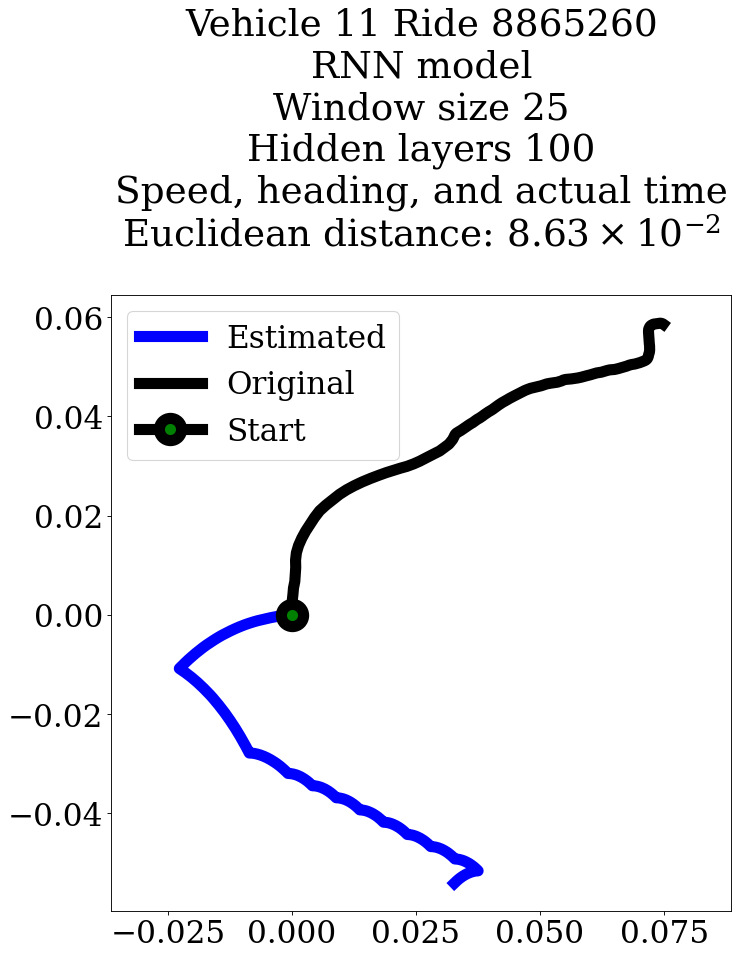 Vehicle 11 Ride 8865260
RNN model
Window size 25
Hidden layers 100
Speed, heading, and actual time
Euclidean distance: 8.63 × 10⁻²
Estimated
Original
Start
0.06
0.04
0.02
0.00
−0.02
−0.04
−0.025 0.000 0.025 0.050 0.075